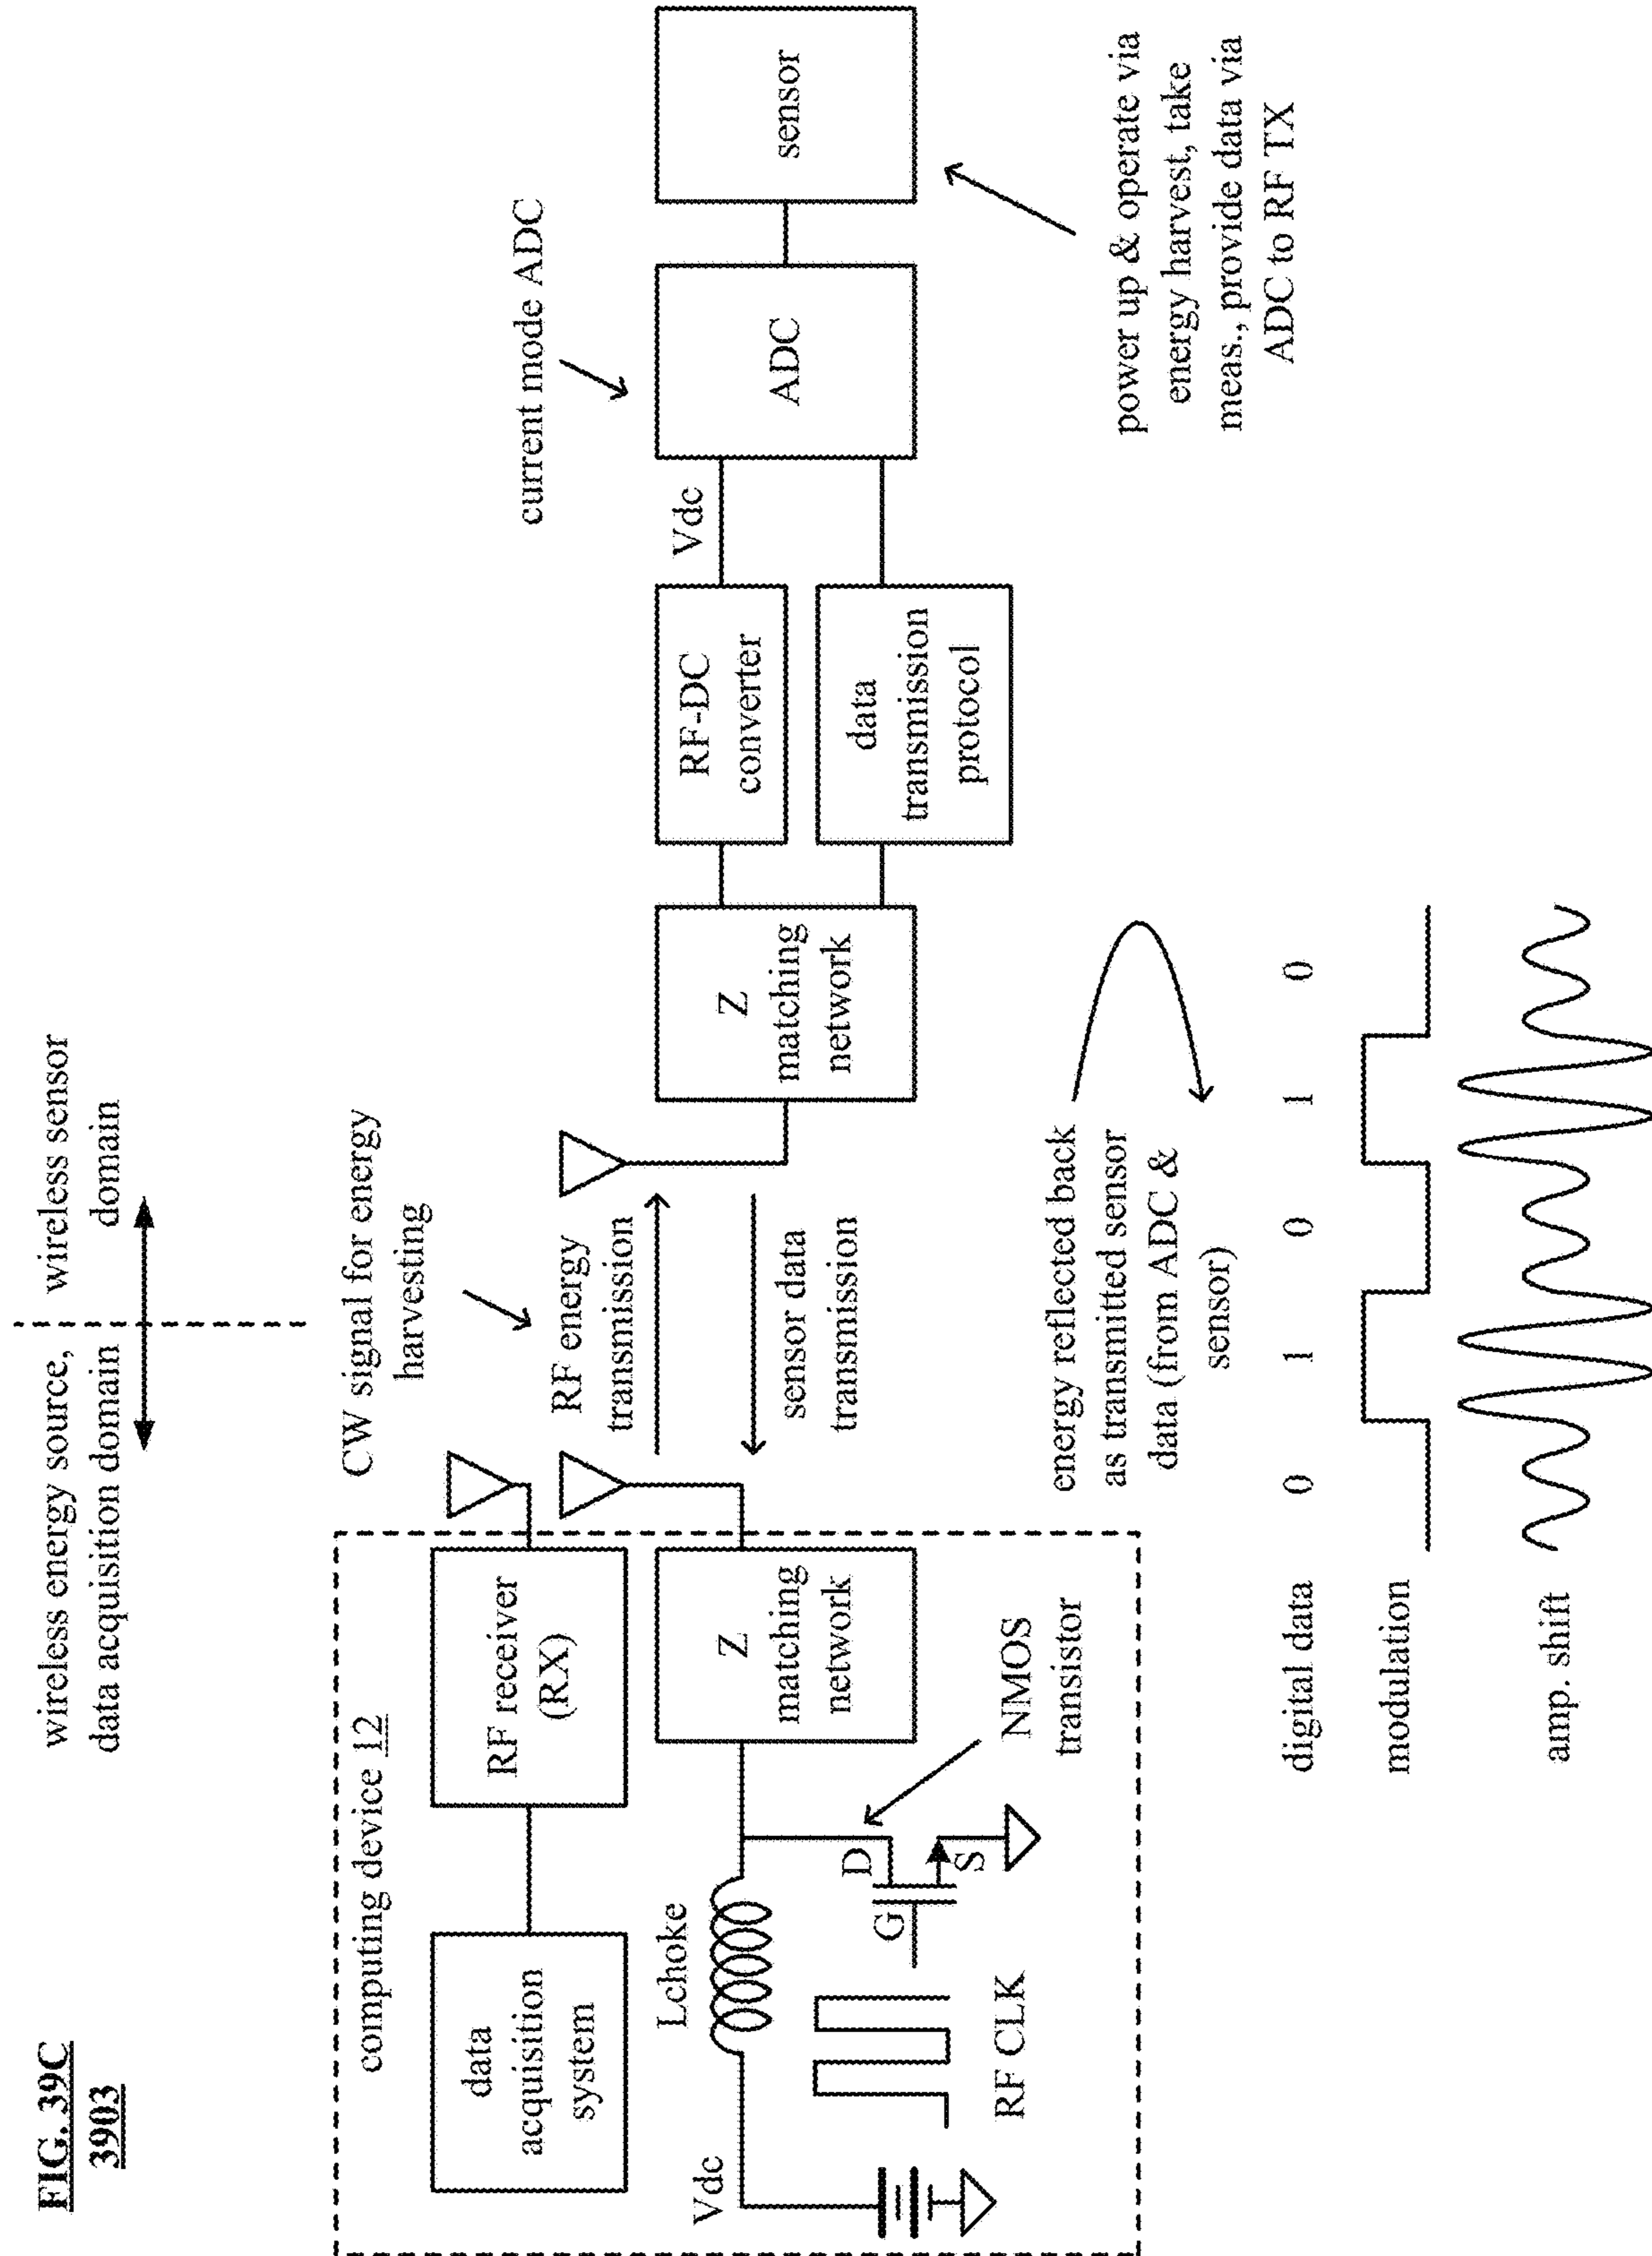 FIG. 39C
3903
wireless energy source,
data acquisition domain
wireless sensor
domain
computing device 12
data
acquisition
system
RF receiver
(RX)
CW signal for energy
harvesting
RF energy
transmission
sensor data
transmission
Vdc
Lchoke
Z
matching
network
RF CLK
G
D
S
NMOS
transistor
Z
matching
network
RF-DC
converter
data
transmission
protocol
Vdc
current mode ADC
ADC
sensor
power up & operate via
energy harvest, take
meas., provide data via
ADC to RF TX
energy reflected back
as transmitted sensor
data (from ADC &
sensor)
digital data 0 1 0 1 0
modulation
amp. shift